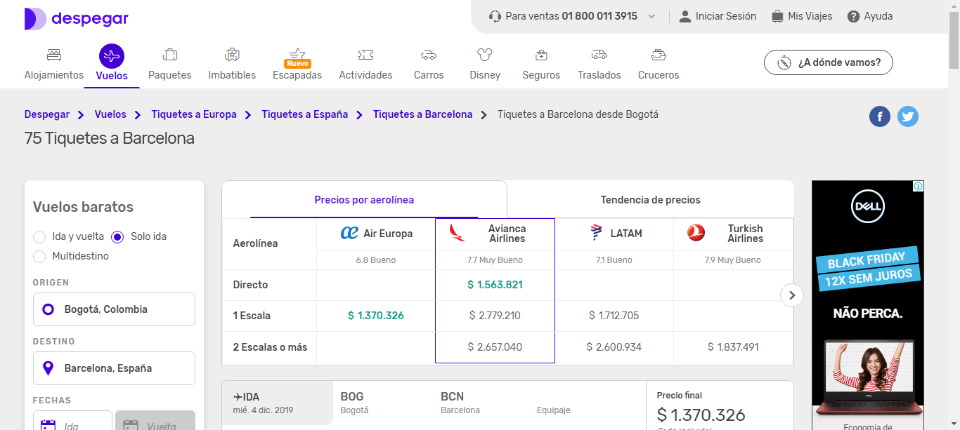 despegar
Para ventas 01 800 011 3915
Iniciar Sesión
Mis Viajes
Ayuda
Alojamientos
Vuelos
Paquetes
Imbatibles
Nuevo
Escapadas
Actividades
Carros
Disney
Seguros
Traslados
Cruceros
¿A dónde vamos?
Despegar > Vuelos > Tiquetes a Europa > Tiquetes a España > Tiquetes a Barcelona > Tiquetes a Barcelona desde Bogotá
75 Tiquetes a Barcelona
Vuelos baratos
Ida y vuelta
Solo ida
Multidestino
ORIGEN
Bogotá, Colombia
DESTINO
Barcelona, España
FECHAS
Ida
Vuelta
Precios por aerolínea
Tendencia de precios
Aerolínea
Air Europa
Avianca Airlines
LATAM
Turkish Airlines
6.8 Bueno
7.7 Muy Bueno
7.1 Bueno
7.9 Muy Bueno
Directo
$ 1.563.821
1 Escala
$ 1.370.326
$ 2.779.210
$ 1.712.705
2 Escalas o más
$ 2.657.040
$ 2.600.934
$ 1.837.491
IDA
mié. 4 dic. 2019
BOG
Bogotá
BCN
Barcelona
Equipaje
Precio final
$ 1.370.326
DELL
BLACK FRIDAY
12X SEM JUROS
NÃO PERCA.
Economia de